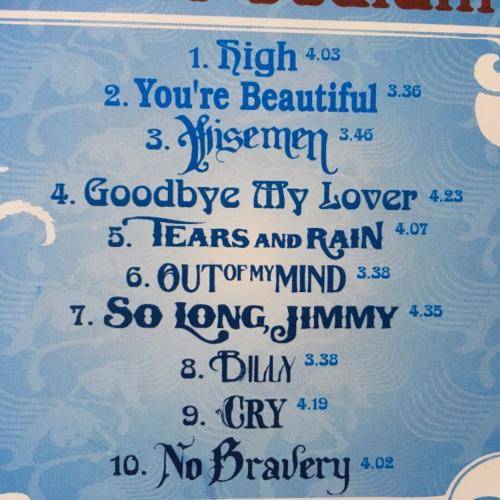 1. High 4.03
2. You're Beautiful 3.36
3. Wisemen 3.46
4. Goodbye My Lover 4.23
5. TEARS AND RAIN 4.07
6. OUT OF MY MIND 3.38
7. SO LONG, JIMMY 4.35
8. BILLY 3.38
9. CRY 4.19
10. No Bravery 4.02